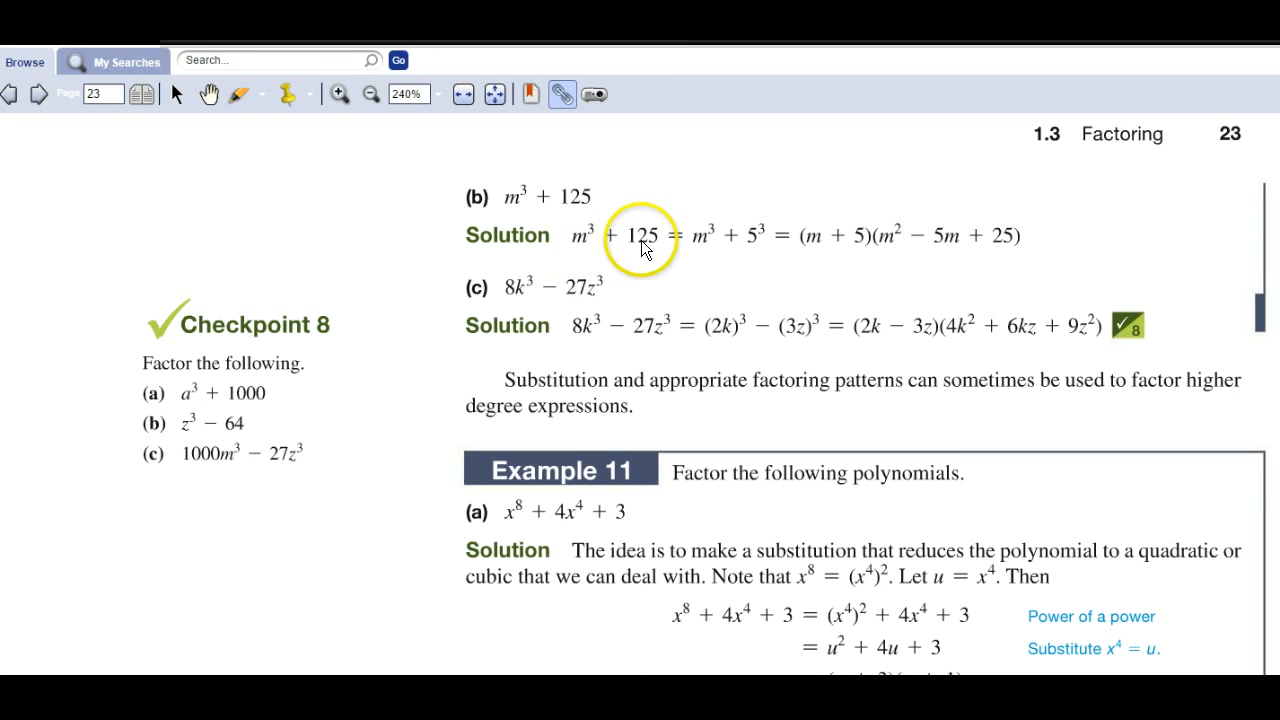 Browse My Searches Search... Go
Page 23 240%
1.3 Factoring 23
(b) m³ + 125
Solution m³ + 125 = m³ + 5³ = (m + 5)(m² − 5m + 25)
(c) 8k³ − 27z³
Solution 8k³ − 27z³ = (2k)³ − (3z)³ = (2k − 3z)(4k² + 6kz + 9z²) ✓8
Checkpoint 8
Factor the following.
(a) a³ + 1000
(b) z³ − 64
(c) 1000m³ − 27z³
Substitution and appropriate factoring patterns can sometimes be used to factor higher
degree expressions.
Example 11 Factor the following polynomials.
(a) x⁸ + 4x⁴ + 3
Solution The idea is to make a substitution that reduces the polynomial to a quadratic or
cubic that we can deal with. Note that x⁸ = (x⁴)². Let u = x⁴. Then
x⁸ + 4x⁴ + 3 = (x⁴)² + 4x⁴ + 3 Power of a power
= u² + 4u + 3 Substitute x⁴ = u.